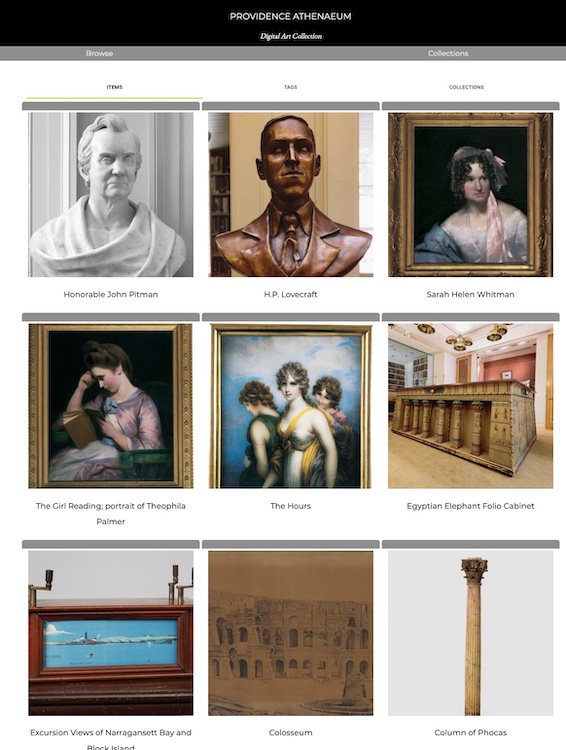 PROVIDENCE ATHENAEUM
Digital Art Collection
Browse
Collections
ITEMS
TAGS
COLLECTIONS
Honorable John Pitman
H.P. Lovecraft
Sarah Helen Whitman
The Girl Reading; portrait of Theophila
Palmer
The Hours
Egyptian Elephant Folio Cabinet
Excursion Views of Narragansett Bay and
Block Island
Colosseum
Column of Phocas